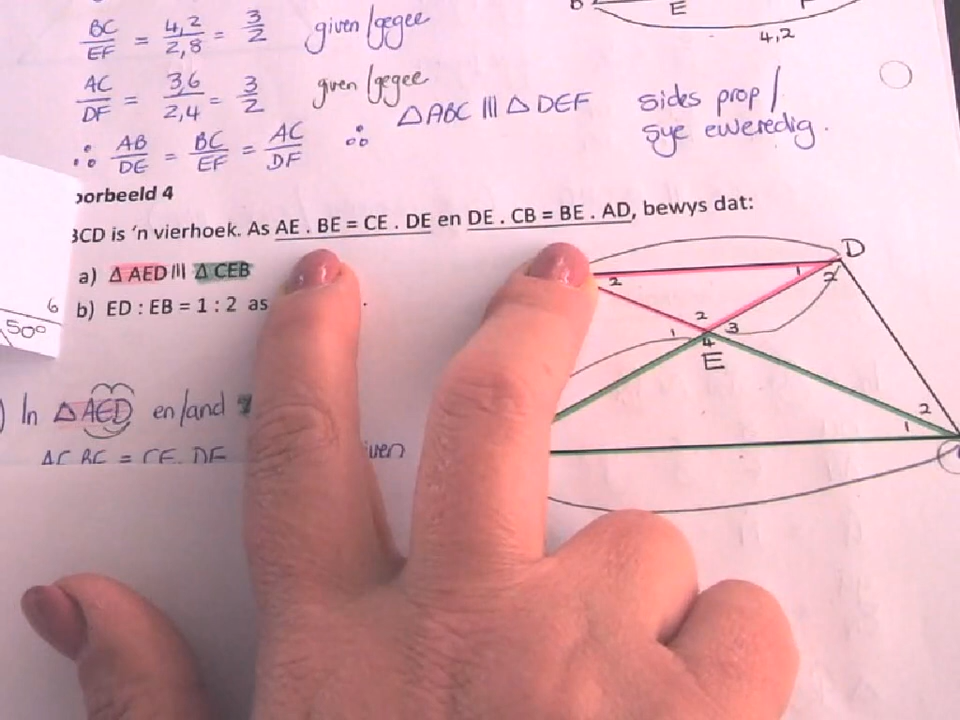 BC/EF = 4,2/2,8 = 3/2 given/gegee
AC/DF = 3,6/2,4 = 3/2 given/gegee
∴ AB/DE = BC/EF = AC/DF ∴ △ABC ||| △DEF sides prop/
sye eweredig.
E
4,2
oorbeeld 4
BCD is 'n vierhoek. As AE . BE = CE . DE en DE . CB = BE . AD, bewys dat:
a) Δ AED ||| Δ CEB
b) ED : EB = 1 : 2 as
6
50°
D
2 1 2
2
1 3
4
E
2
1
) In △AED en/and
= CE. DE